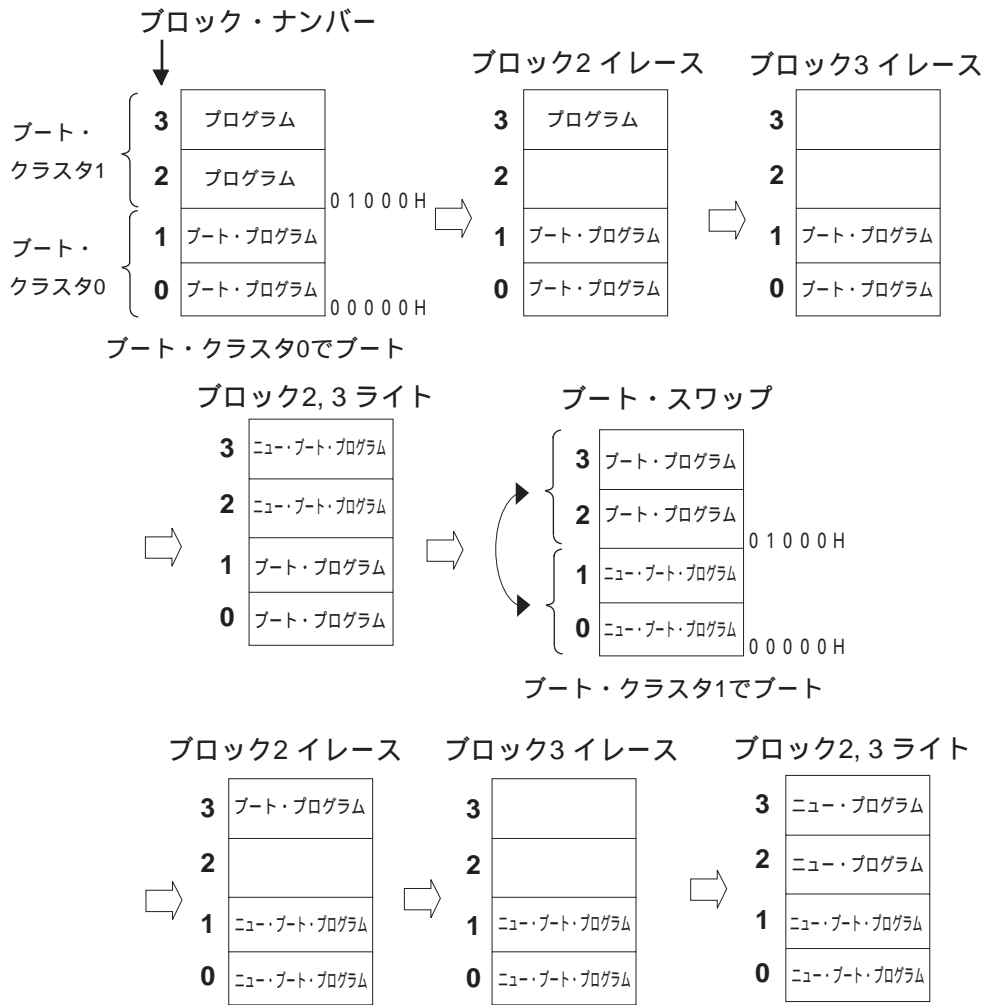 ブロック・ナンバー
ブート・
クラスタ1
ブート・
クラスタ0
3 プログラム
2 プログラム
01000H
1 ブート・プログラム
0 ブート・プログラム
00000H
ブート・クラスタ0でブート
ブロック2 イレース
3 プログラム
2
1 ブート・プログラム
0 ブート・プログラム
ブロック3 イレース
3
2
1 ブート・プログラム
0 ブート・プログラム
ブロック2, 3 ライト
3 ニュー・ブート・プログラム
2 ニュー・ブート・プログラム
1 ブート・プログラム
0 ブート・プログラム
ブート・スワップ
3 ブート・プログラム
2 ブート・プログラム
01000H
1 ニュー・ブート・プログラム
0 ニュー・ブート・プログラム
00000H
ブート・クラスタ1でブート
ブロック2 イレース
3 ブート・プログラム
2
1 ニュー・ブート・プログラム
0 ニュー・ブート・プログラム
ブロック3 イレース
3
2
1 ニュー・ブート・プログラム
0 ニュー・ブート・プログラム
ブロック2, 3 ライト
3 ニュー・プログラム
2 ニュー・プログラム
1 ニュー・ブート・プログラム
0 ニュー・ブート・プログラム